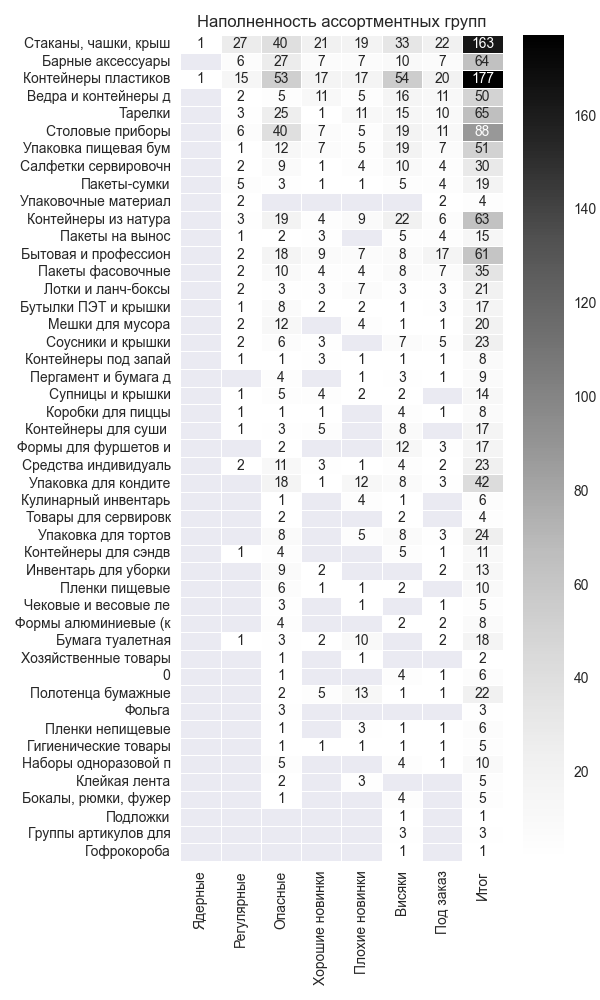 Наполненность ассортментных групп
Стаканы, чашки, крыш 1 27 40 21 19 33 22 163
Барные аксессуары 6 27 7 7 10 7 64
Контейнеры пластиков 1 15 53 17 17 54 20 177
Ведра и контейнеры д 2 5 11 5 16 11 50
Тарелки 3 25 1 11 15 10 65
Столовые приборы 6 40 7 5 19 11 88
Упаковка пищевая бум 1 12 7 5 19 7 51
Салфетки сервировочн 2 9 1 4 10 4 30
Пакеты-сумки 5 3 1 1 5 4 19
Упаковочные материал 2 2 4
Контейнеры из натура 3 19 4 9 22 6 63
Пакеты на вынос 1 2 3 5 4 15
Бытовая и профессион 2 18 9 7 8 17 61
Пакеты фасовочные 2 10 4 4 8 7 35
Лотки и ланч-боксы 2 3 3 7 3 3 21
Бутылки ПЭТ и крышки 1 8 2 2 1 3 17
Мешки для мусора 2 12 4 1 1 20
Соусники и крышки 2 6 3 7 5 23
Контейнеры под запай 1 1 3 1 1 1 8
Пергамент и бумага д 4 1 3 1 9
Супницы и крышки 1 5 4 2 2 14
Коробки для пиццы 1 1 1 4 1 8
Контейнеры для суши 1 3 5 8 17
Формы для фуршетов и 2 12 3 17
Средства индивидуаль 2 11 3 1 4 2 23
Упаковка для кондите 18 1 12 8 3 42
Кулинарный инвентарь 1 4 1 6
Товары для сервировк 2 2 4
Упаковка для тортов 8 5 8 3 24
Контейнеры для сэндв 1 4 5 1 11
Инвентарь для уборки 9 2 2 13
Пленки пищевые 6 1 1 2 10
Чековые и весовые ле 3 1 1 5
Формы алюминиевые (к 4 2 2 8
Бумага туалетная 1 3 2 10 2 18
Хозяйственные товары 1 1 2
0 1 4 1 6
Полотенца бумажные 2 5 13 1 1 22
Фольга 3 3
Пленки непищевые 1 3 1 1 6
Гигиенические товары 1 1 1 1 1 5
Наборы одноразовой п 5 4 1 10
Клейкая лента 2 3 5
Бокалы, рюмки, фужер 1 4 5
Подложки 1 1
Группы артикулов для 3 3
Гофрокороба 1 1
Ядерные
Регулярные
Опасные
Хорошие новинки
Плохие новинки
Висяки
Под заказ
Итог
160
140
120
100
80
60
40
20